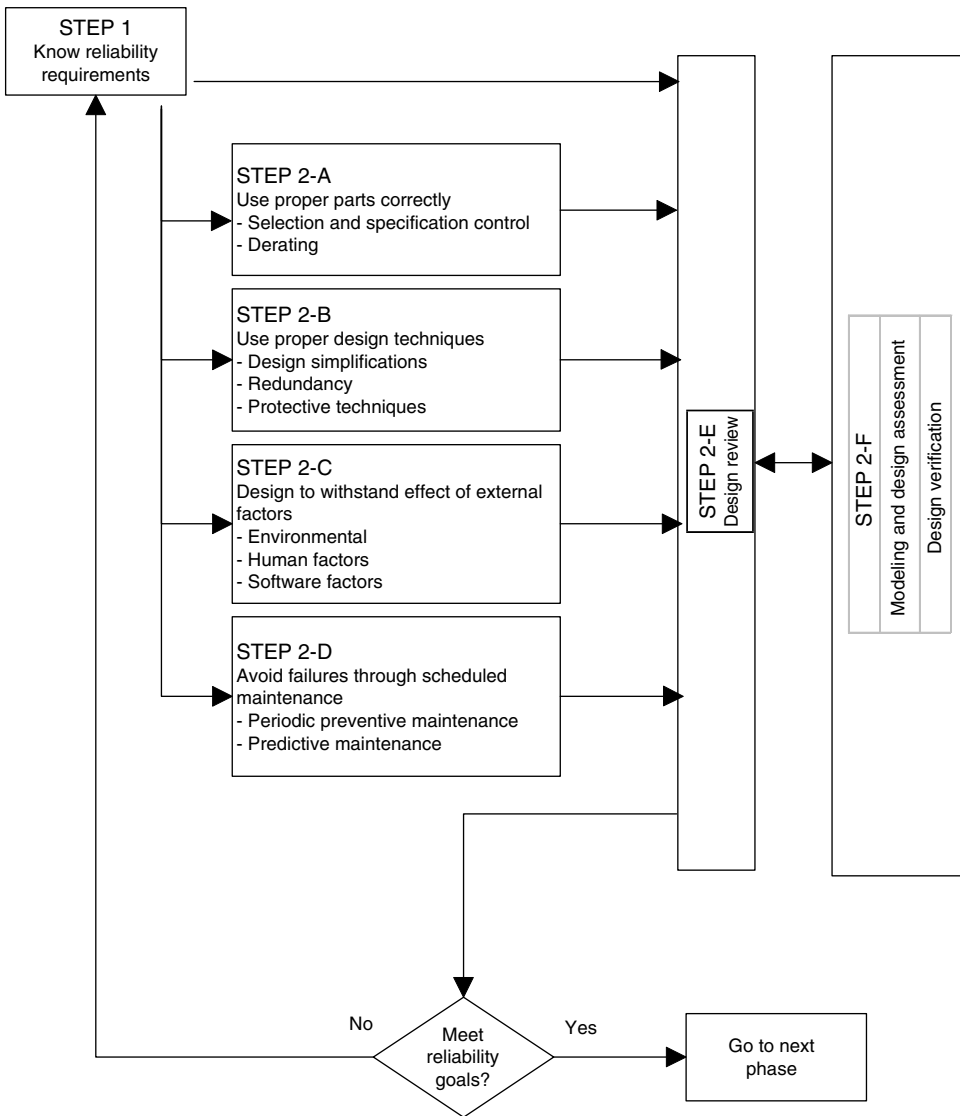 STEP 1
Know reliability
requirements
STEP 2-A
Use proper parts correctly
- Selection and specification control
- Derating
STEP 2-B
Use proper design techniques
- Design simplifications
- Redundancy
- Protective techniques
STEP 2-C
Design to withstand effect of external
factors
- Environmental
- Human factors
- Software factors
STEP 2-D
Avoid failures through scheduled
maintenance
- Periodic preventive maintenance
- Predictive maintenance
STEP 2-E
Design review
STEP 2-F
Modeling and design assessment
Design verification
No
Meet
reliability
goals?
Yes
Go to next
phase